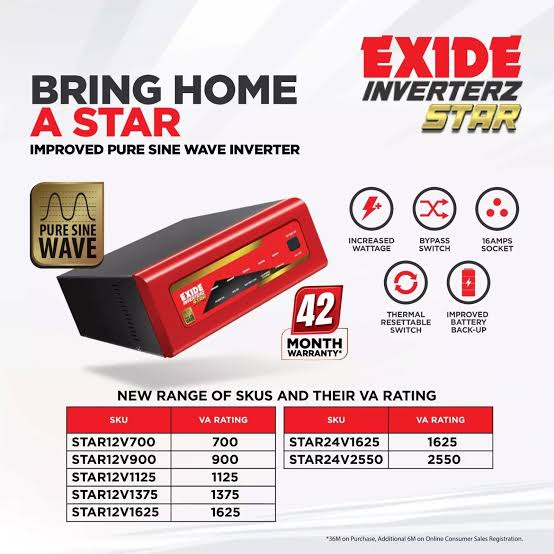 EXIDE
INVERTERZ
STAR
BRING HOME
A STAR
IMPROVED PURE SINE WAVE INVERTER
PURE SINE
WAVE
EXIDE
INVERTERZ
STAR
42
MONTH
WARRANTY*
INCREASED
WATTAGE
BYPASS
SWITCH
16AMPS
SOCKET
THERMAL
RESETTABLE
SWITCH
IMPROVED
BATTERY
BACK-UP
NEW RANGE OF SKUS AND THEIR VA RATING
SKU VA RATING
STAR12V700 700
STAR12V900 900
STAR12V1125 1125
STAR12V1375 1375
STAR12V1625 1625
SKU VA RATING
STAR24V1625 1625
STAR24V2550 2550
*36M on Purchase, Additional 6M on Online Consumer Sales Registration.